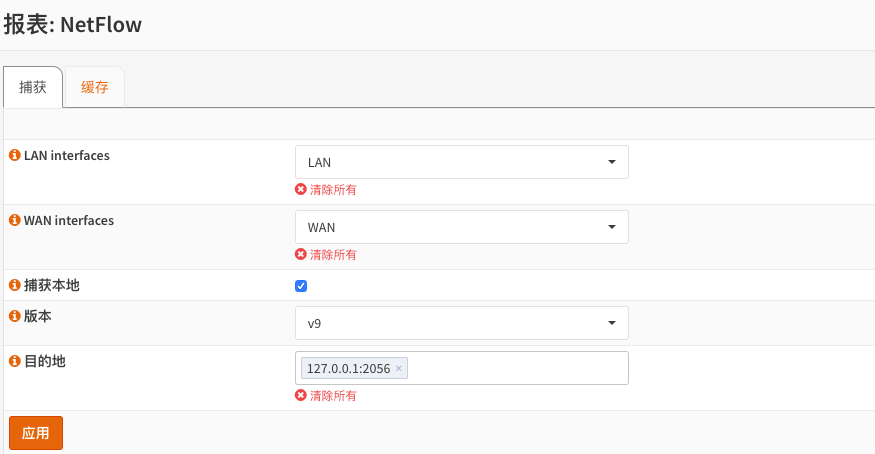 报表: NetFlow
捕获 缓存
LAN interfaces LAN
清除所有
WAN interfaces WAN
清除所有
捕获本地
版本 v9
目的地 127.0.0.1:2056 ×
清除所有
应用